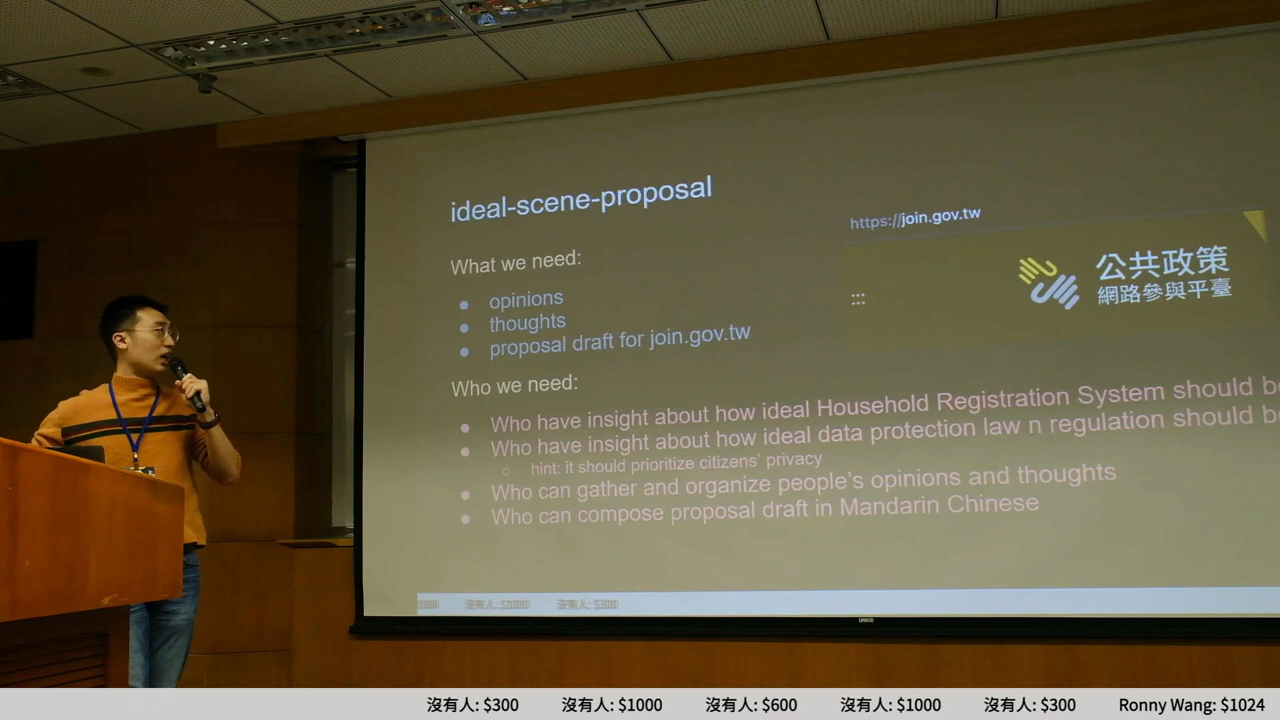 ideal-scene-proposal
What we need:
opinions
thoughts
proposal draft for join.gov.tw
Who we need:
Who have insight about how ideal Household Registration System should be
Who have insight about how ideal data protection law n regulation should b
hint: it should prioritize citizens' privacy
Who can gather and organize people's opinions and thoughts
Who can compose proposal draft in Mandarin Chinese
https://join.gov.tw
公共政策
網路參與平臺
沒有人: $300
沒有人: $300 沒有人: $1000 沒有人: $600 沒有人: $1000 沒有人: $300 Ronny Wang: $1024